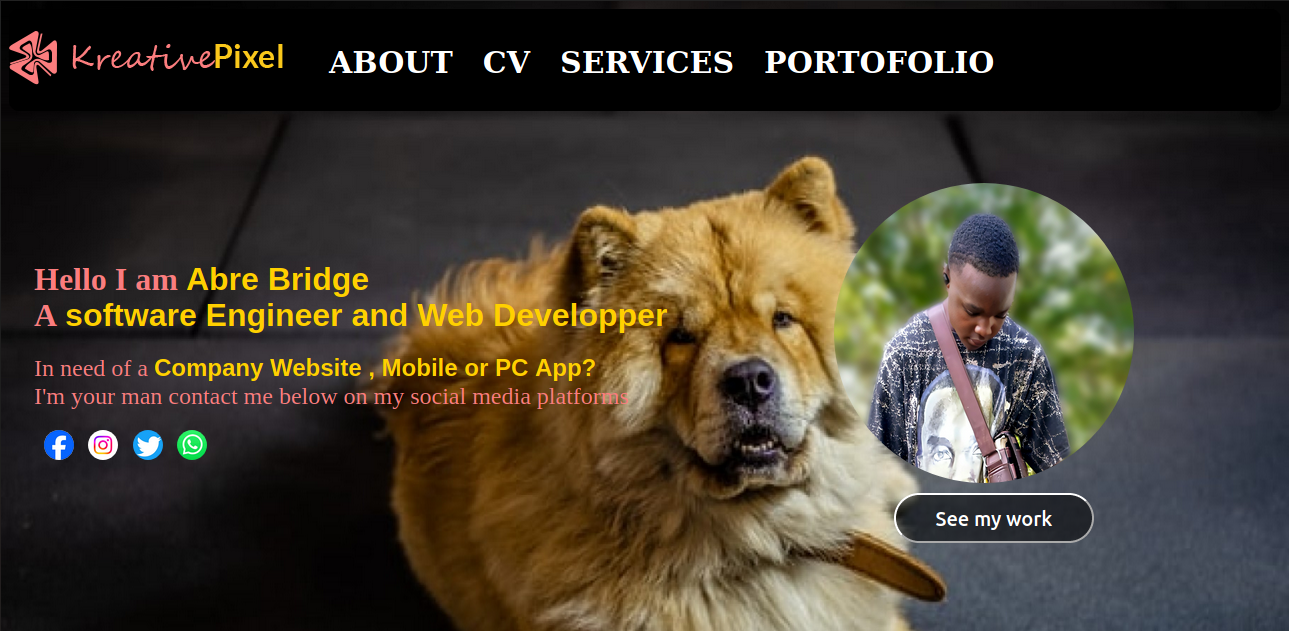 KreativePixel
ABOUT CV SERVICES PORTOFOLIO
Hello I am Abre Bridge
A software Engineer and Web Developper
In need of a Company Website , Mobile or PC App?
I'm your man contact me below on my social media platforms
See my work